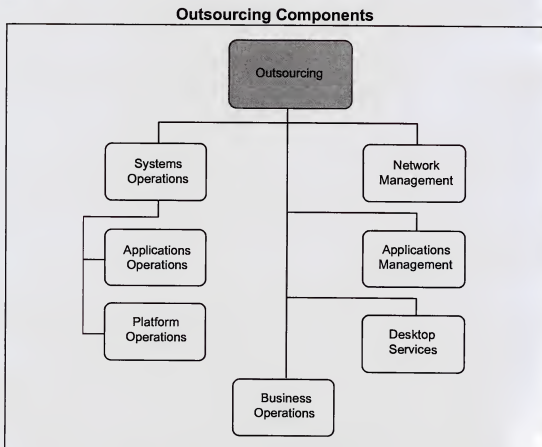 Outsourcing Components
Outsourcing
Systems
Operations
Network
Management
Applications
Operations
Applications
Management
Platform
Operations
Desktop
Services
Business
Operations